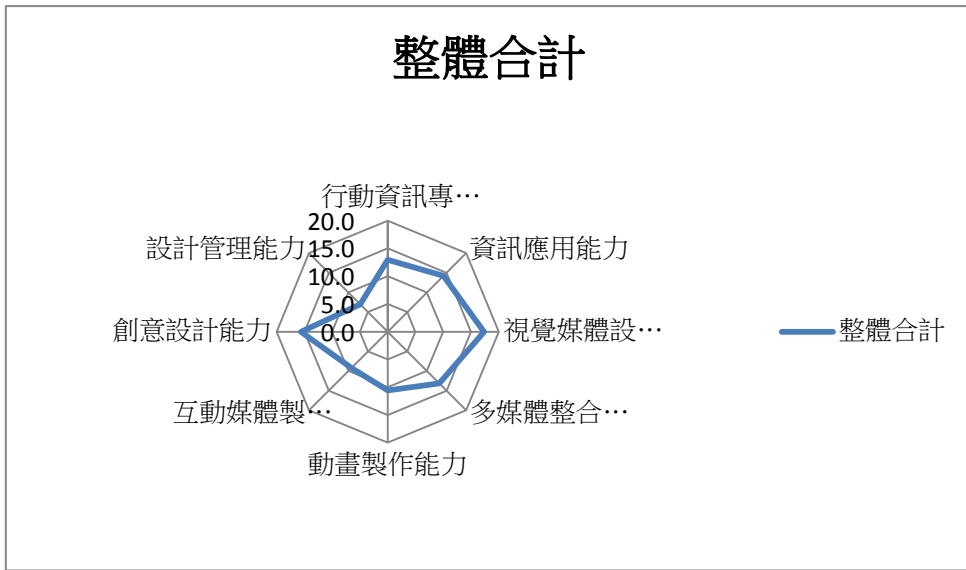 整體合計
行動資訊專…
20.0
設計管理能力
15.0
資訊應用能力
10.0
5.0
創意設計能力
0.0
視覺媒體設…
整體合計
互動媒體製…
多媒體整合…
動畫製作能力